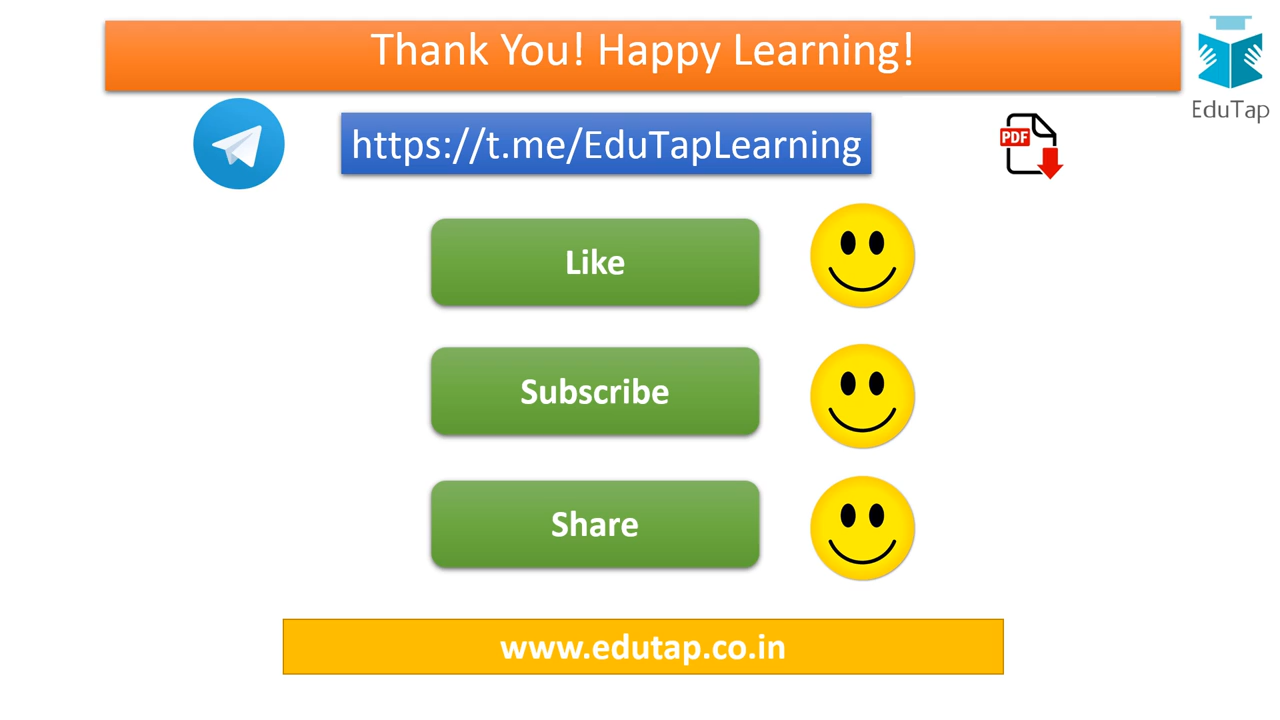 Thank You! Happy Learning!
EduTap
https://t.me/EduTapLearning
PDF
Like
Subscribe
Share
www.edutap.co.in